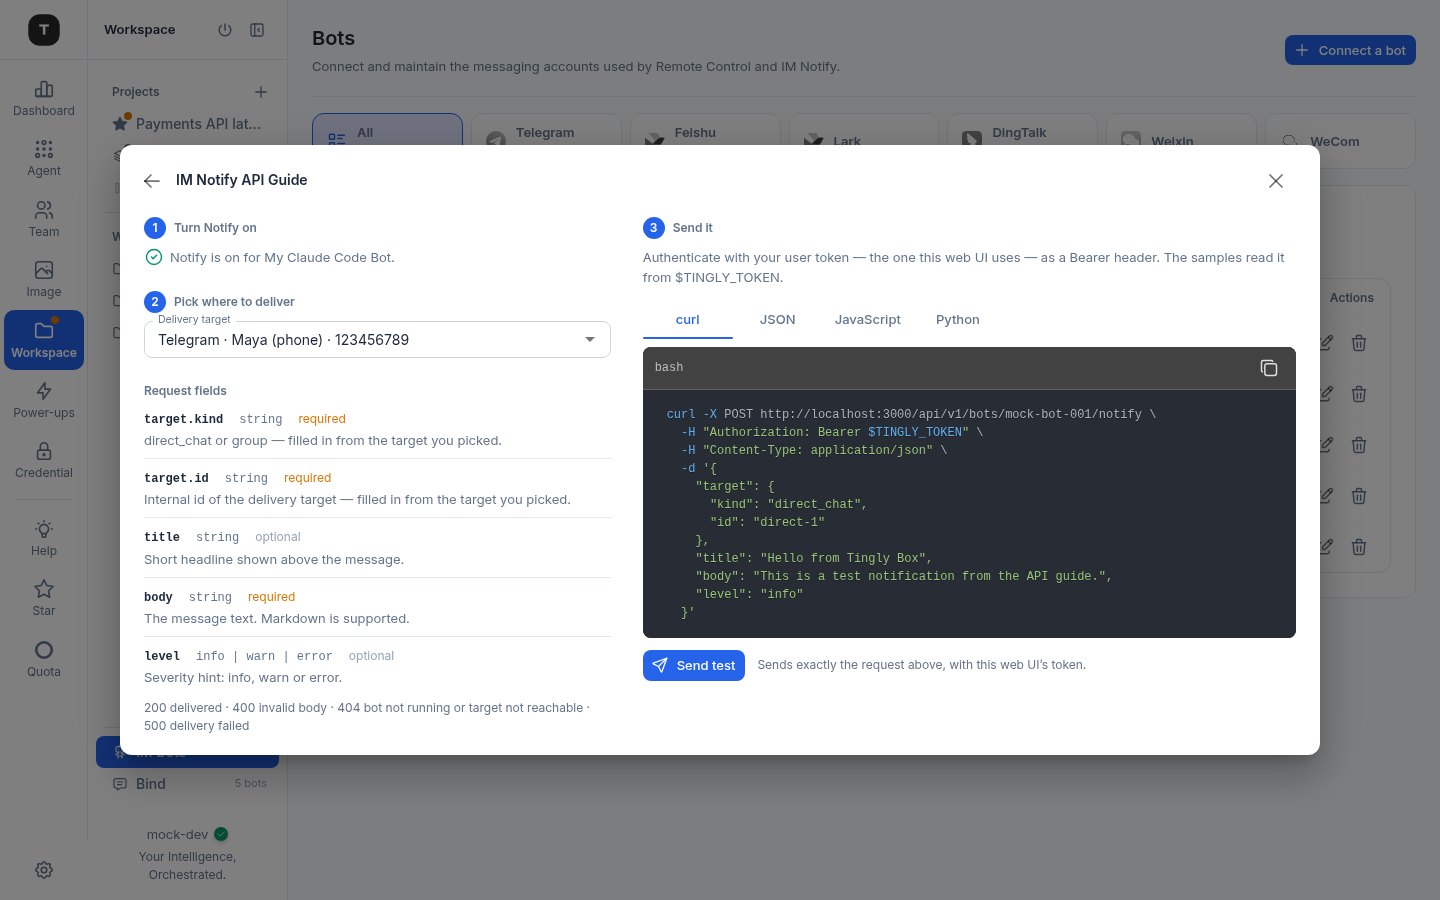 T
Workspace
Bots
Connect and maintain the messaging accounts used by Remote Control and IM Notify.
Connect a bot
Dashboard
Agent
Team
Image
Workspace
Power-ups
Credential
Help
Star
Quota
Projects
Payments API lat...
All
Telegram
Feishu
Lark
DingTalk
Weixin
WeCom
Actions
IM Notify API Guide
1 Turn Notify on
Notify is on for My Claude Code Bot.
2 Pick where to deliver
Delivery target
Telegram · Maya (phone) · 123456789
Request fields
target.kind string required
direct_chat or group — filled in from the target you picked.
target.id string required
Internal id of the delivery target — filled in from the target you picked.
title string optional
Short headline shown above the message.
body string required
The message text. Markdown is supported.
level info | warn | error optional
Severity hint: info, warn or error.
200 delivered · 400 invalid body · 404 bot not running or target not reachable ·
500 delivery failed
3 Send it
Authenticate with your user token — the one this web UI uses — as a Bearer header. The samples read it
from $TINGLY_TOKEN.
curl JSON JavaScript Python
bash
curl -X POST http://localhost:3000/api/v1/bots/mock-bot-001/notify \
-H "Authorization: Bearer $TINGLY_TOKEN" \
-H "Content-Type: application/json" \
-d '{
"target": {
"kind": "direct_chat",
"id": "direct-1"
},
"title": "Hello from Tingly Box",
"body": "This is a test notification from the API guide.",
"level": "info"
}'
Send test
Sends exactly the request above, with this web UI's token.
Bind 5 bots
mock-dev
Your Intelligence,
Orchestrated.